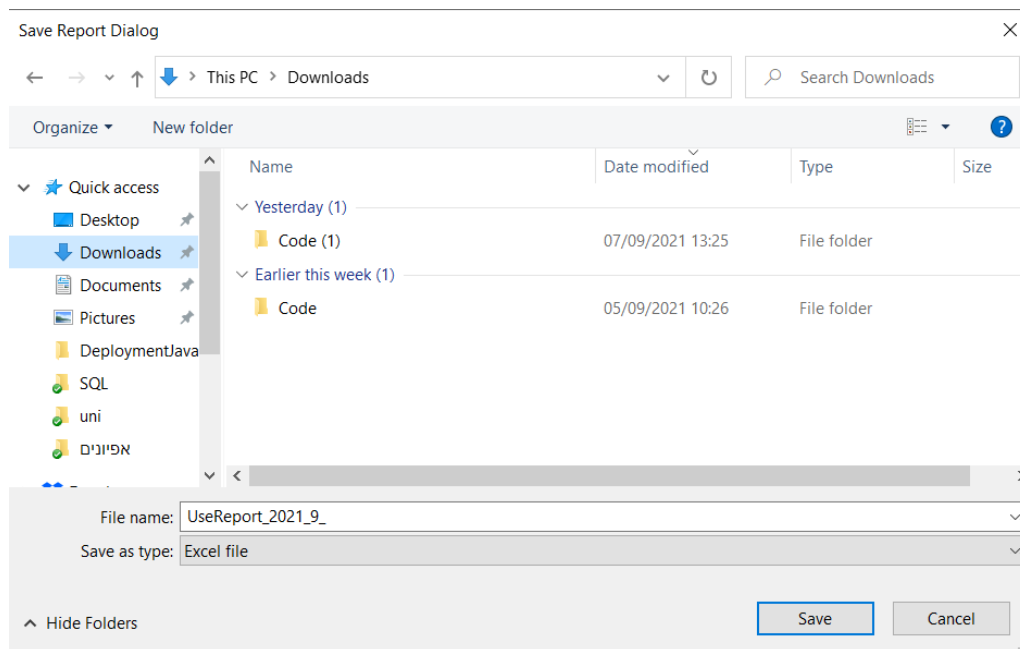 Save Report Dialog
This PC > Downloads
Search Downloads
Organize
New folder
Name
Date modified
Type
Size
Quick access
Desktop
Downloads
Documents
Pictures
DeploymentJava
SQL
uni
אפיונים
Yesterday (1)
Code (1)
07/09/2021 13:25
File folder
Earlier this week (1)
Code
05/09/2021 10:26
File folder
File name: UseReport_2021_9_
Save as type: Excel file
Hide Folders
Save
Cancel